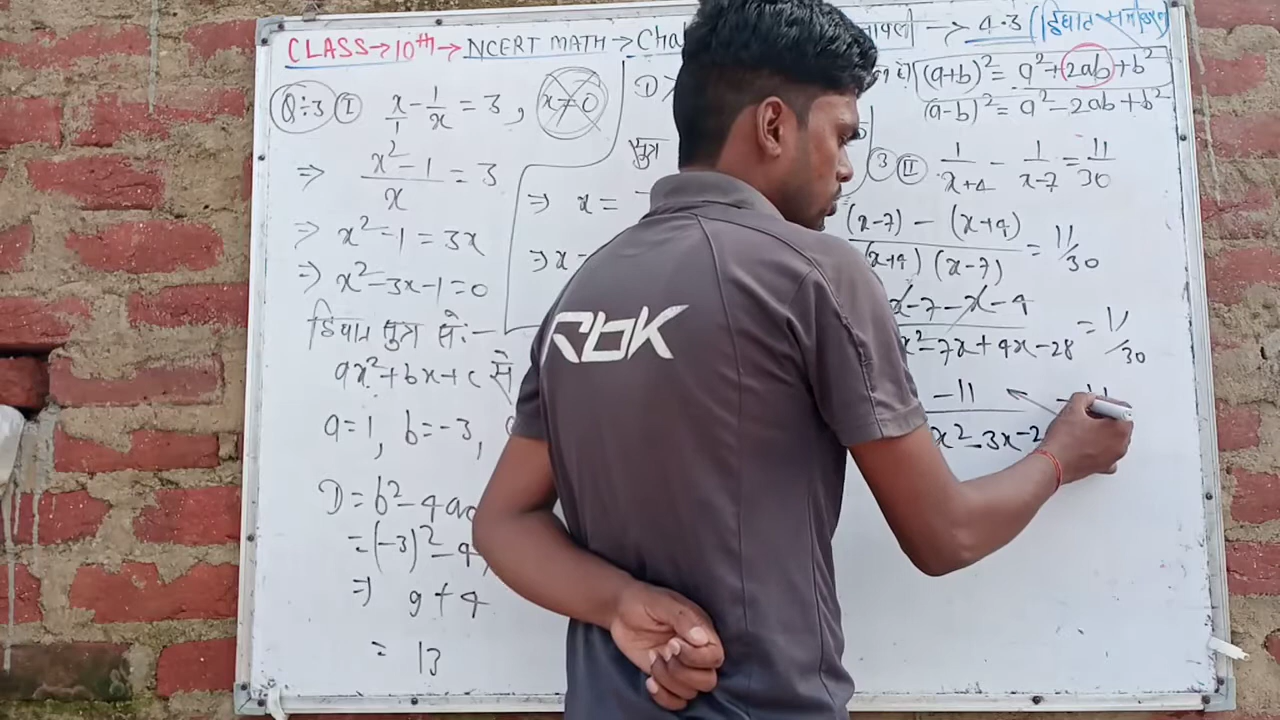 CLASS→10th→NCERT MATH→Cha
→ 4.3 (द्विघात समीकरण)
Q÷3 I x/1 - 1/x = 3, x≠0
⇒ x²-1/x = 3
⇒ x²-1 = 3x
⇒ x²-3x-1=0
सूत्र से:-
ax²+bx+c से
a=1, b=-3,
D = b²-4ac
=(-3)²-4
⇒ 9+4
= 13
D>
सूत्र
⇒ x =
⇒ x =
RbK
(a+b)² = a²+2ab+b²
(a-b)² = a²-2ab+b²
3 II 1/x+4 - 1/x-7 = 11/30
(x-7) - (x+4)/(x+4)(x-7) = 11/30
x-7-x-4/x²-7x+4x-28 = 11/30
-11/x²-3x-2